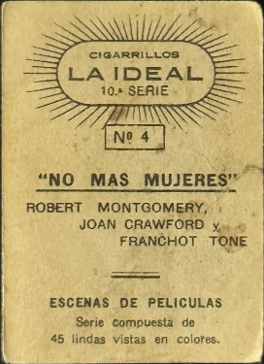 CIGARRILLOS
LA IDEAL
10.ª SERIE
Nº 4
"NO MAS MUJERES"
ROBERT MONTGOMERY,
JOAN CRAWFORD y
FRANCHOT TONE
ESCENAS DE PELICULAS
Serie compuesta de
45 lindas vistas en colores.